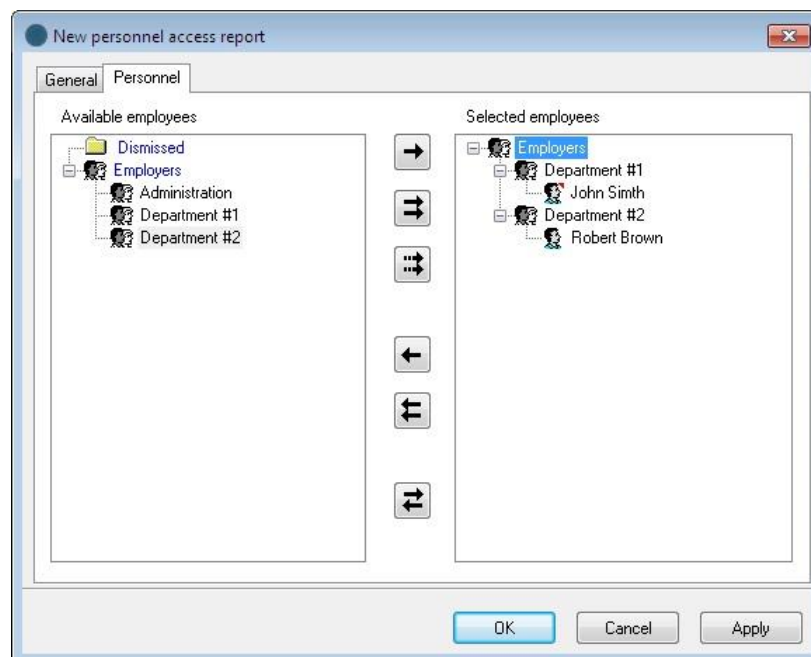 New personnel access report
General Personnel
Available employees
Dismissed
Employers
Administration
Department #1
Department #2
Selected employees
Employers
Department #1
John Simth
Department #2
Robert Brown
OK Cancel Apply